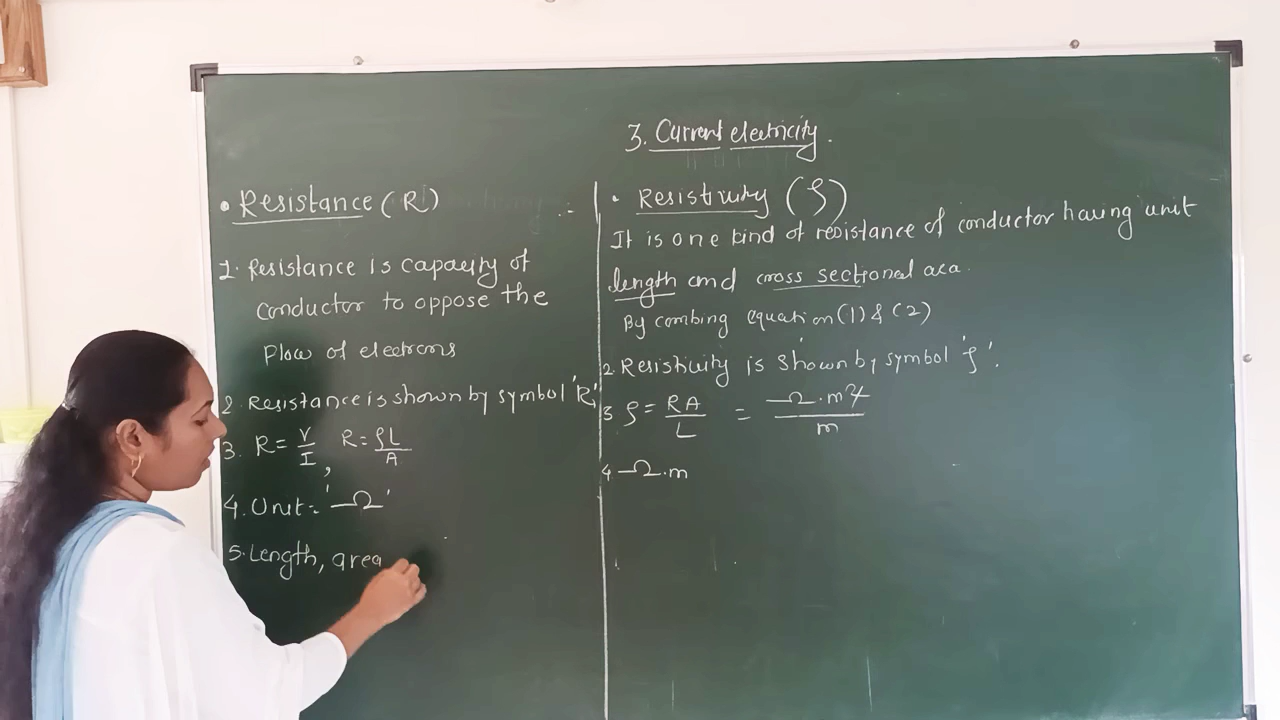 3. Current electricity.
• Resistance (R)
1. Resistance is capacity of
conductor to oppose the
flow of electrons
2. Resistance is shown by symbol 'R'
3. R = V/I, R = ρL/A
4. Unit = 'Ω'
5. Length, area
• Resistivity (ρ)
It is one kind of resistance of conductor having unit
length and cross sectional aea.
By combing equation (1) & (2)
2. Resistivity is shown by symbol 'ρ'.
3 ρ = RA/L = Ω.m²/m
4 Ω.m